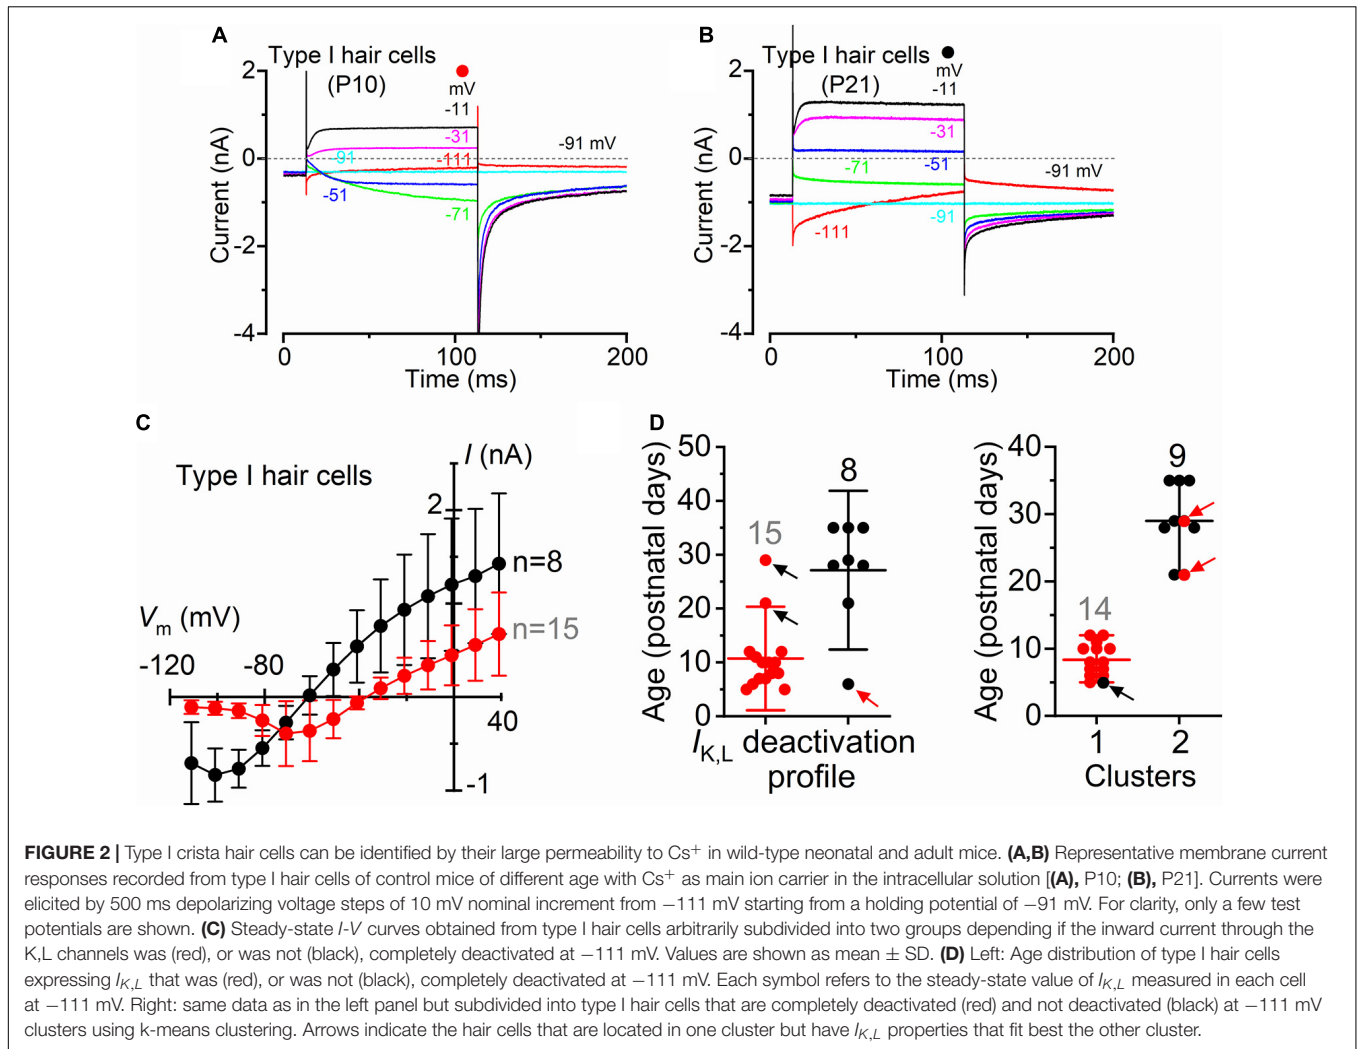 A
Type I hair cells
(P10)
mV
-11
-31
-91
-111
-51
-71
-91 mV
2
0
-2
-4
Current (nA)
0
100
200
Time (ms)
B
Type I hair cells
(P21)
mV
-11
-31
-51
-71
-91
-111
-91 mV
2
0
-2
-4
Current (nA)
0
100
200
Time (ms)
C
Type I hair cells
I (nA)
2
n=8
n=15
Vm (mV)
-120
-80
40
-1
D
Age (postnatal days)
50
40
30
20
10
0
15
8
IK,L deactivation
profile
Age (postnatal days)
40
30
20
10
0
14
9
1
2
Clusters
FIGURE 2 | Type I crista hair cells can be identified by their large permeability to Cs+ in wild-type neonatal and adult mice. (A,B) Representative membrane current
responses recorded from type I hair cells of control mice of different age with Cs+ as main ion carrier in the intracellular solution [(A), P10; (B), P21]. Currents were
elicited by 500 ms depolarizing voltage steps of 10 mV nominal increment from −111 mV starting from a holding potential of −91 mV. For clarity, only a few test
potentials are shown. (C) Steady-state I-V curves obtained from type I hair cells arbitrarily subdivided into two groups depending if the inward current through the
K,L channels was (red), or was not (black), completely deactivated at −111 mV. Values are shown as mean ± SD. (D) Left: Age distribution of type I hair cells
expressing IK,L that was (red), or was not (black), completely deactivated at −111 mV. Each symbol refers to the steady-state value of IK,L measured in each cell
at −111 mV. Right: same data as in the left panel but subdivided into type I hair cells that are completely deactivated (red) and not deactivated (black) at −111 mV
clusters using k-means clustering. Arrows indicate the hair cells that are located in one cluster but have IK,L properties that fit best the other cluster.